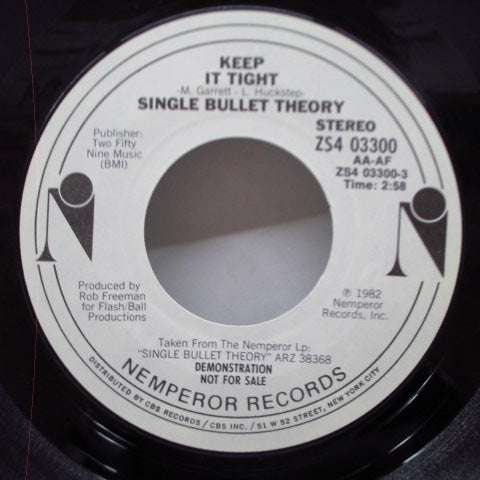 KEEP
IT TIGHT
-M. Garrett - L. Huckstep-
SINGLE BULLET THEORY
STEREO
ZS4 03300
AA-AF
ZS4 03300-3
Time: 2:58
Publisher:
Two Fifty
Nine Music
(BMI)
Produced by
Rob Freeman
for Flash/Ball
Productions
℗ 1982
Nemperor
Records, Inc.
Taken From The Nemperor Lp:
"SINGLE BULLET THEORY" ARZ 38368
DEMONSTRATION
NOT FOR SALE
NEMPEROR RECORDS
DISTRIBUTED BY CBS RECORDS / CBS INC. / 51 W 52 STREET, NEW YORK CITY